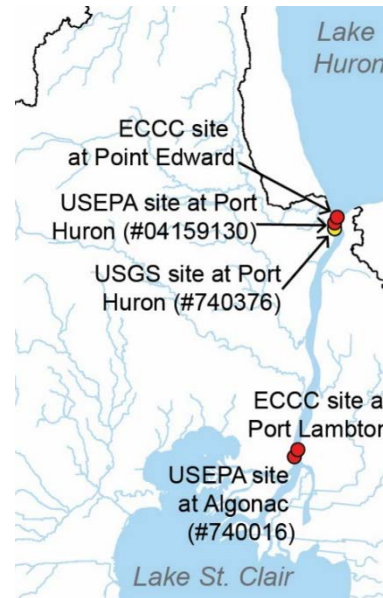 Lake
Huron
ECCC site
at Point Edward
USEPA site at Port
Huron (#04159130)
USGS site at Port
Huron (#740376)
ECCC site a
Port Lambton
USEPA site
at Algonac
(#740016)
Lake St. Clair